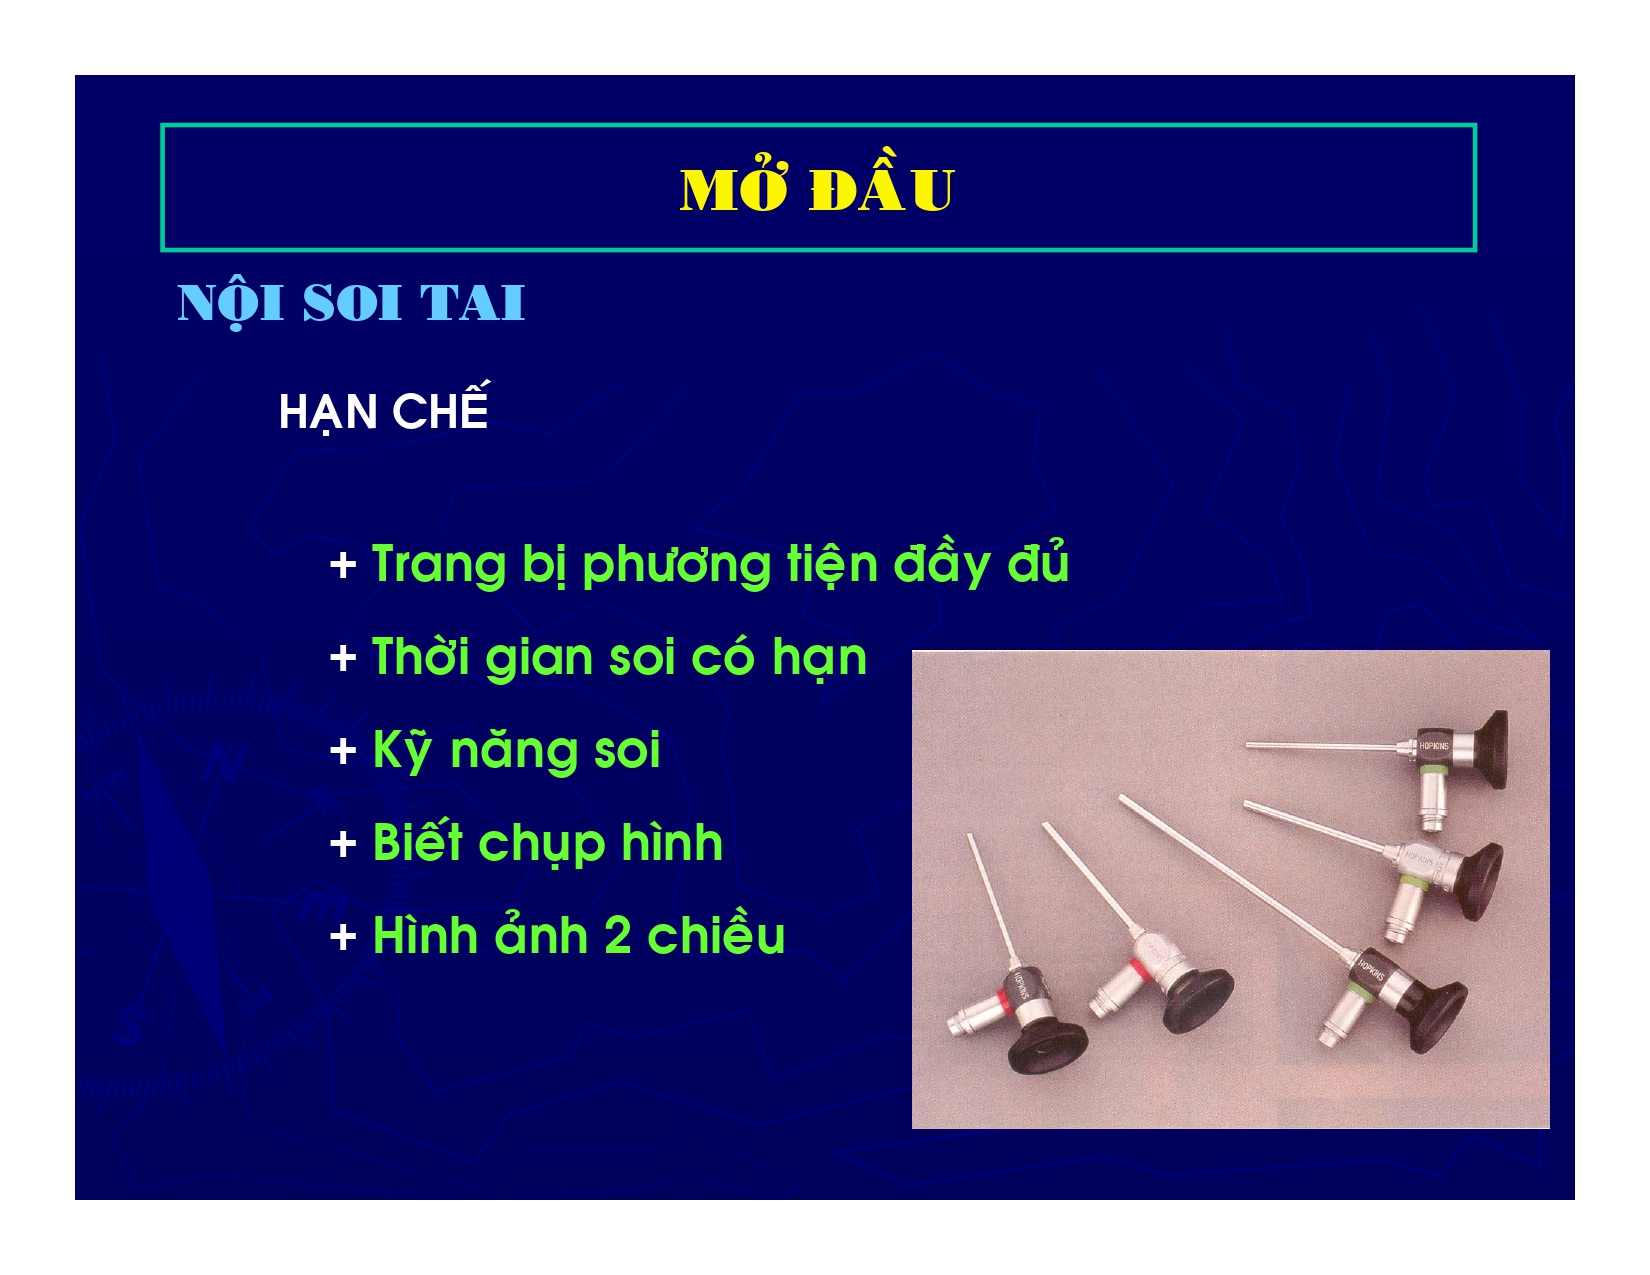 MỞ ĐẦU
NỘI SOI TAI
HẠN CHẾ
+ Trang bị phương tiện đầy đủ
+ Thời gian soi có hạn
+ Kỹ năng soi
+ Biết chụp hình
+ Hình ảnh 2 chiều
HOPKINS
HOPKINS
HOPKINS
HOPKINS
N
S